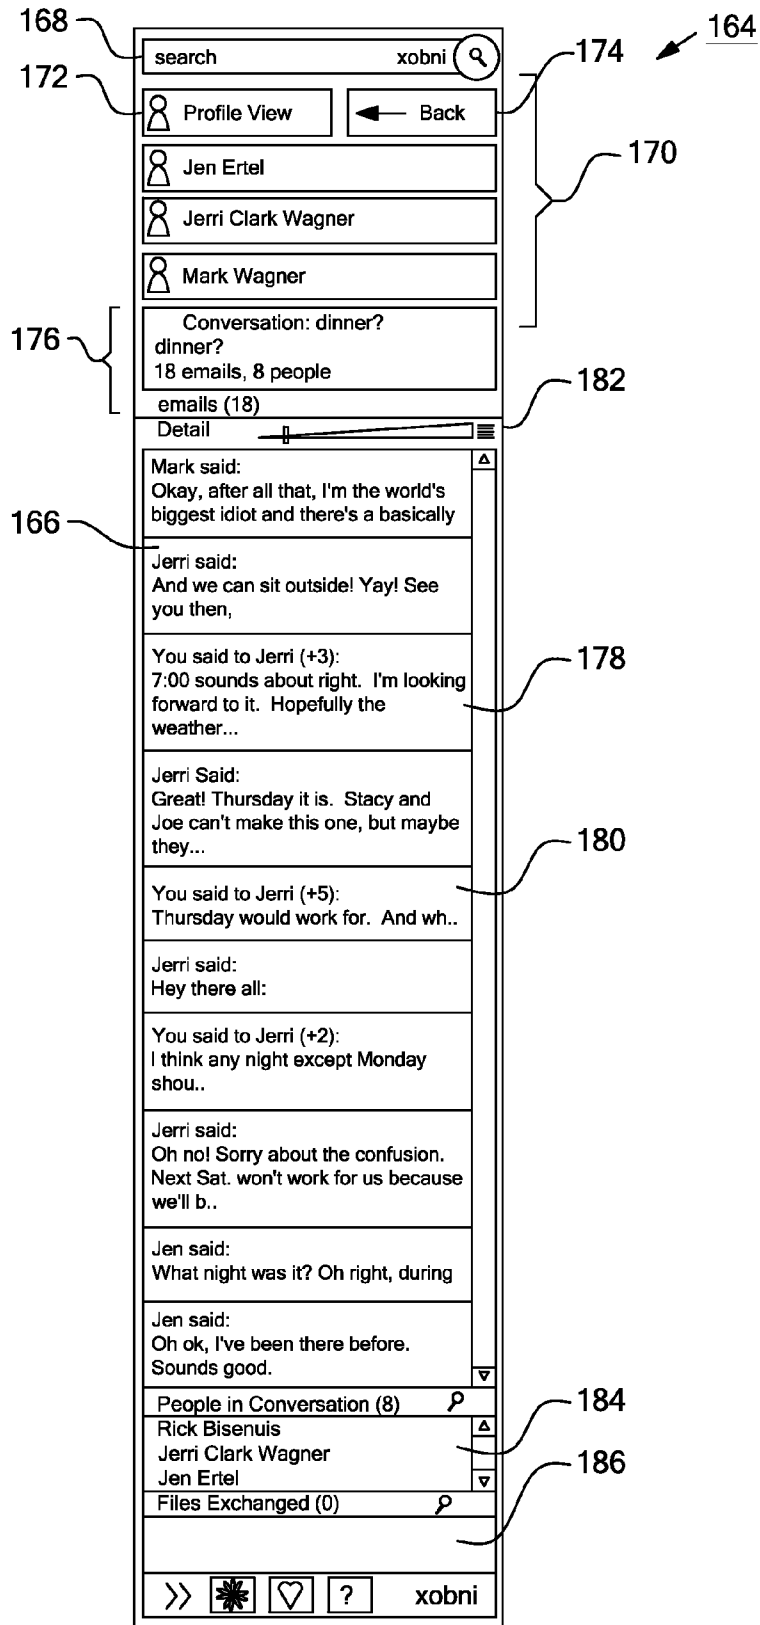 168
164
search xobni
174
172
Profile View
Back
170
Jen Ertel
Jerri Clark Wagner
Mark Wagner
176
Conversation: dinner?
dinner?
18 emails, 8 people
182
emails (18)
Detail
166
Mark said:
Okay, after all that, I'm the world's
biggest idiot and there's a basically
Jerri said:
And we can sit outside! Yay! See
you then,
178
You said to Jerri (+3):
7:00 sounds about right. I'm looking
forward to it. Hopefully the
weather...
Jerri Said:
Great! Thursday it is. Stacy and
Joe can't make this one, but maybe
they...
180
You said to Jerri (+5):
Thursday would work for. And wh..
Jerri said:
Hey there all:
You said to Jerri (+2):
I think any night except Monday
shou..
Jerri said:
Oh no! Sorry about the confusion.
Next Sat. won't work for us because
we'll b..
Jen said:
What night was it? Oh right, during
Jen said:
Oh ok, I've been there before.
Sounds good.
People in Conversation (8)
184
Rick Bisenuis
Jerri Clark Wagner
Jen Ertel
186
Files Exchanged (0)
? xobni